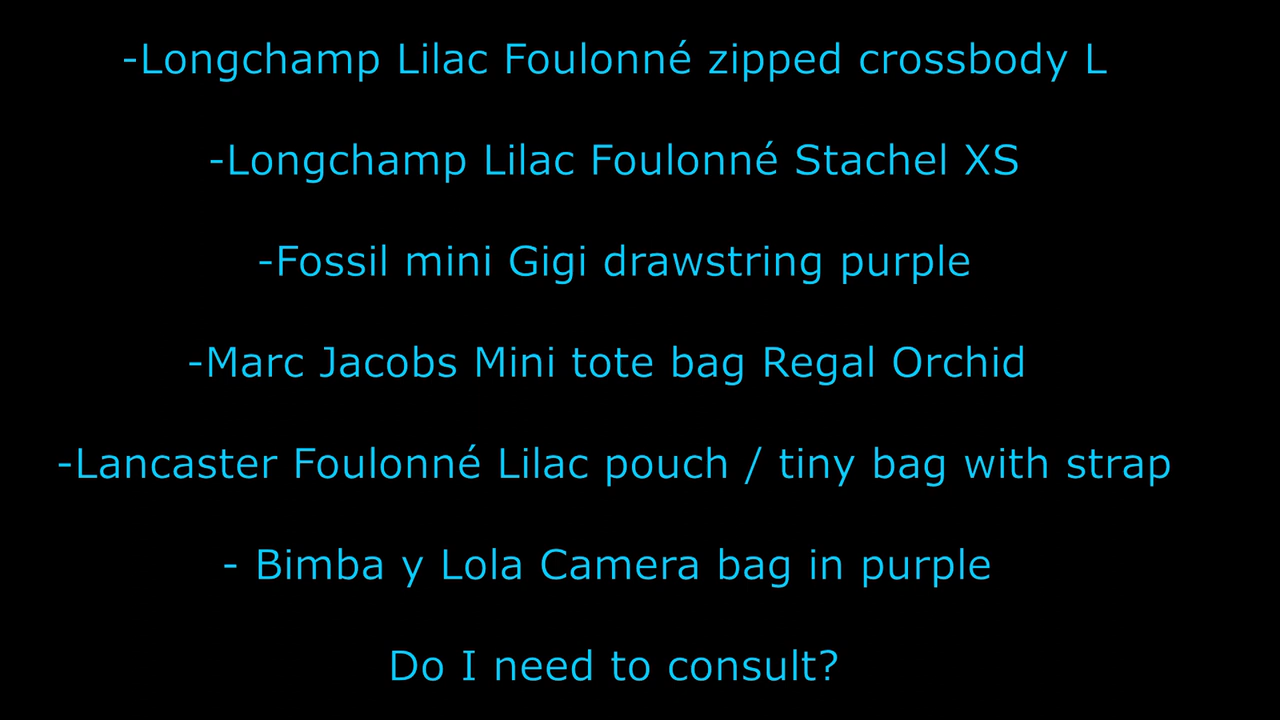 -Longchamp Lilac Foulonné zipped crossbody L
-Longchamp Lilac Foulonné Stachel XS
-Fossil mini Gigi drawstring purple
-Marc Jacobs Mini tote bag Regal Orchid
-Lancaster Foulonné Lilac pouch / tiny bag with strap
- Bimba y Lola Camera bag in purple
Do I need to consult?